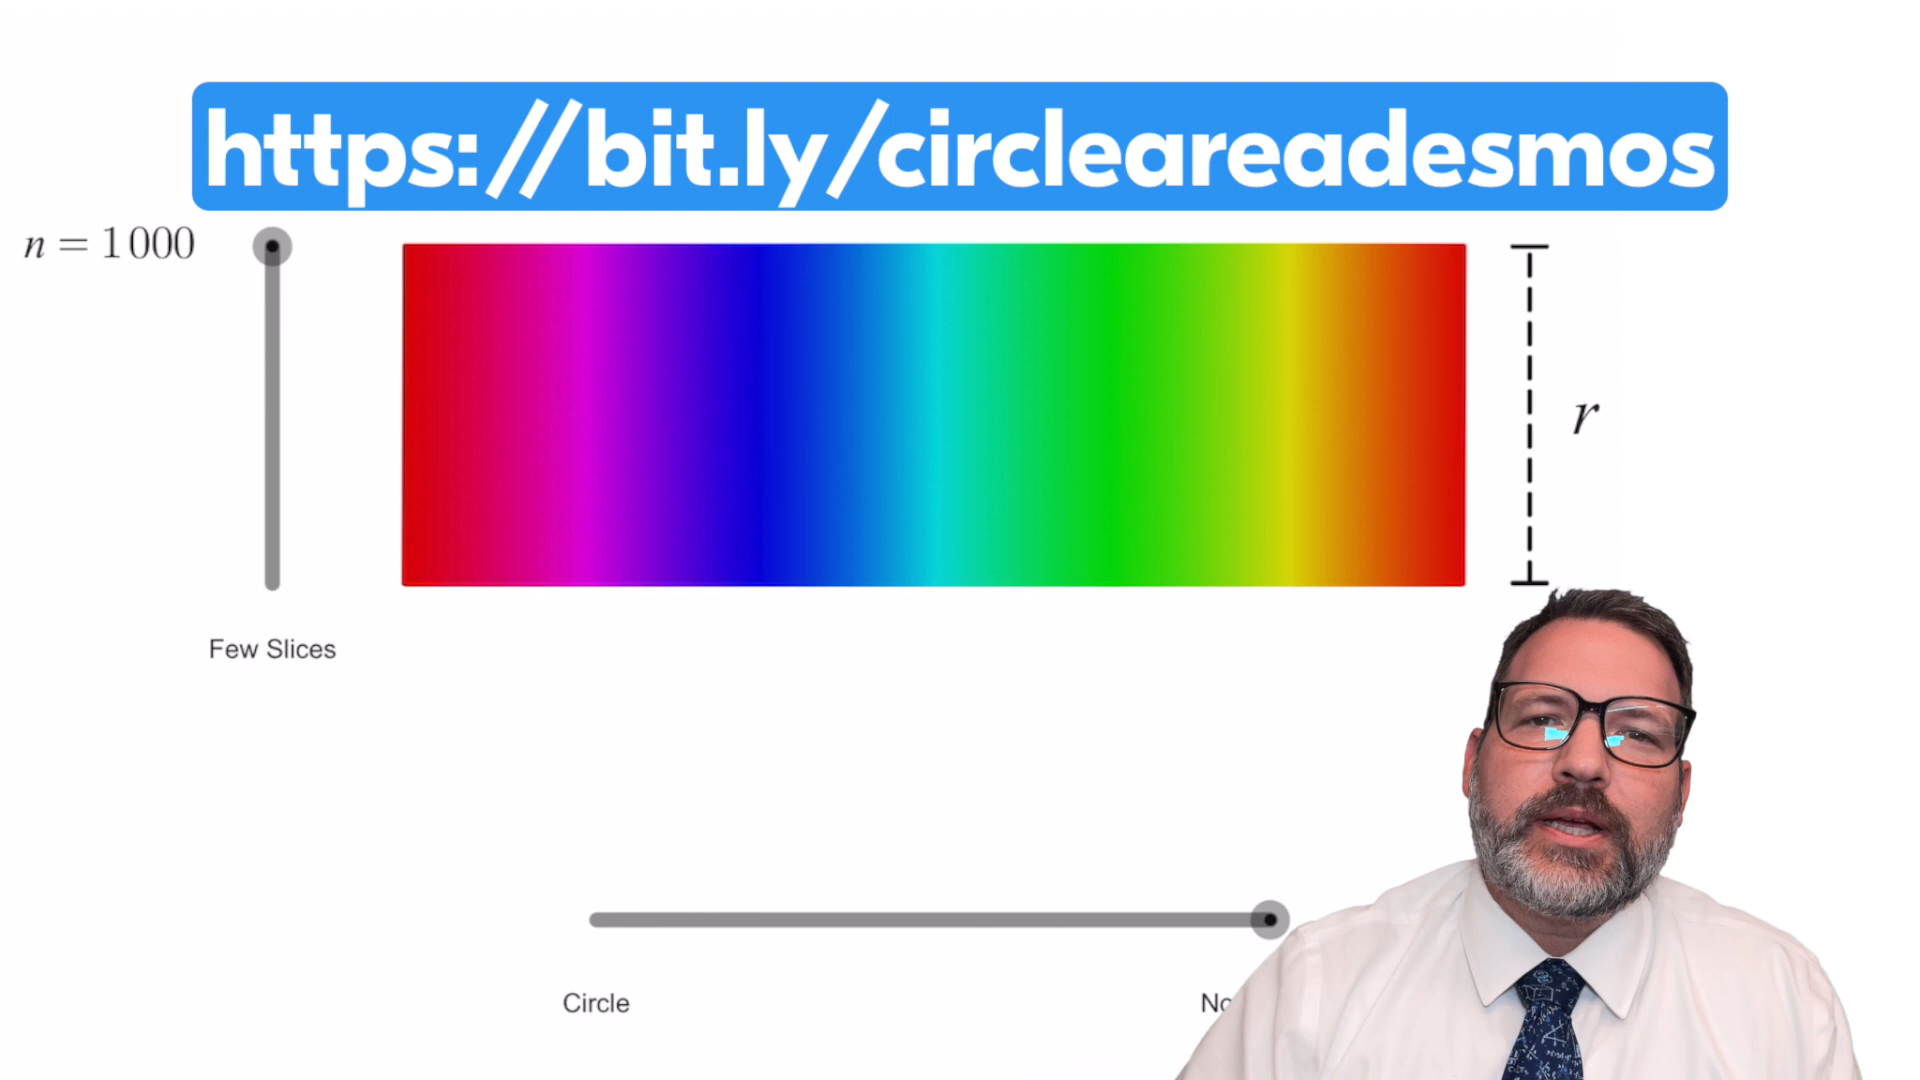 https://bit.ly/circleareadesmos
n = 1000
r
Few Slices
Circle